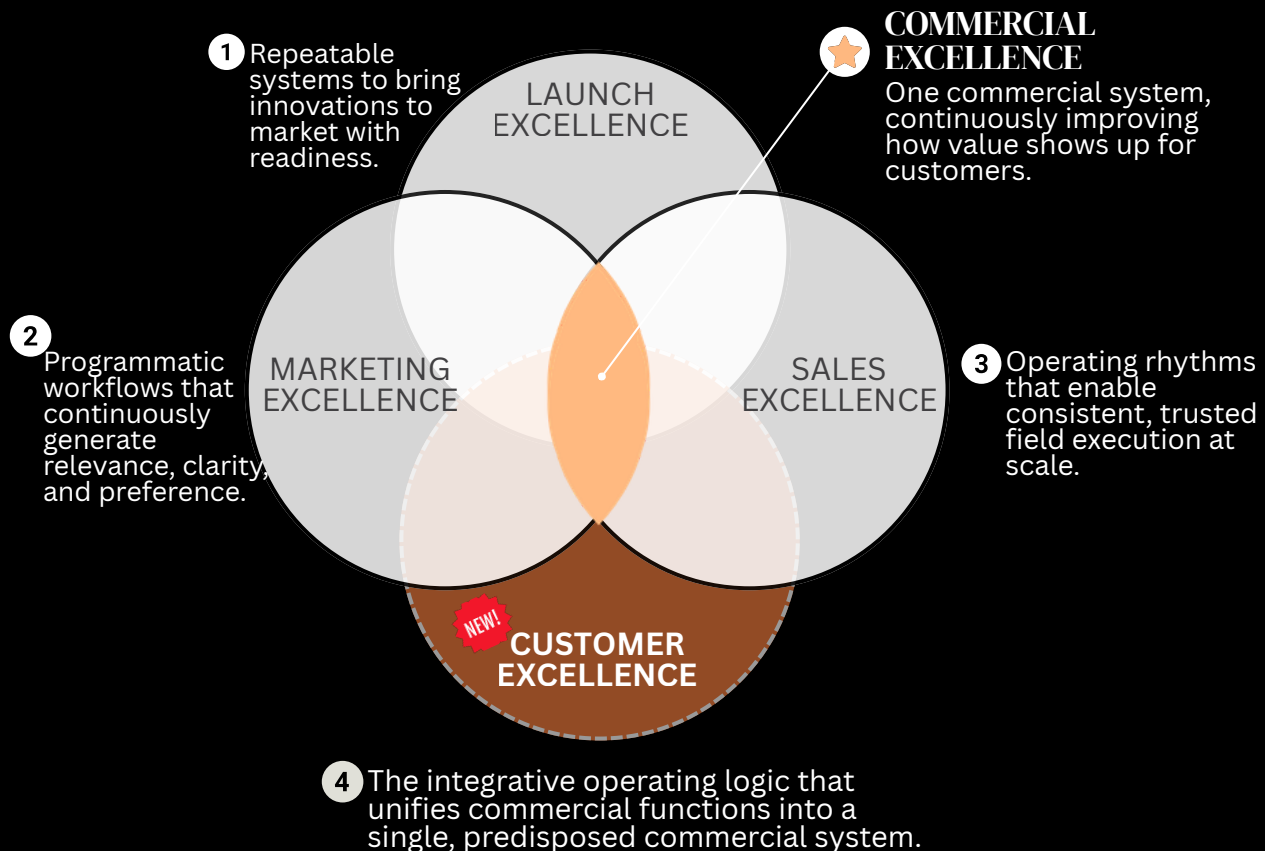 COMMERCIAL
EXCELLENCE
One commercial system,
continuously improving
how value shows up for
customers.
1
Repeatable
systems to bring
innovations to
market with
readiness.
LAUNCH
EXCELLENCE
2
Programmatic
workflows that
continuously
generate
relevance, clarity,
and preference.
MARKETING
EXCELLENCE
SALES
EXCELLENCE
3
Operating rhythms
that enable
consistent, trusted
field execution at
scale.
NEW!
CUSTOMER
EXCELLENCE
4
The integrative operating logic that
unifies commercial functions into a
single, predisposed commercial system.